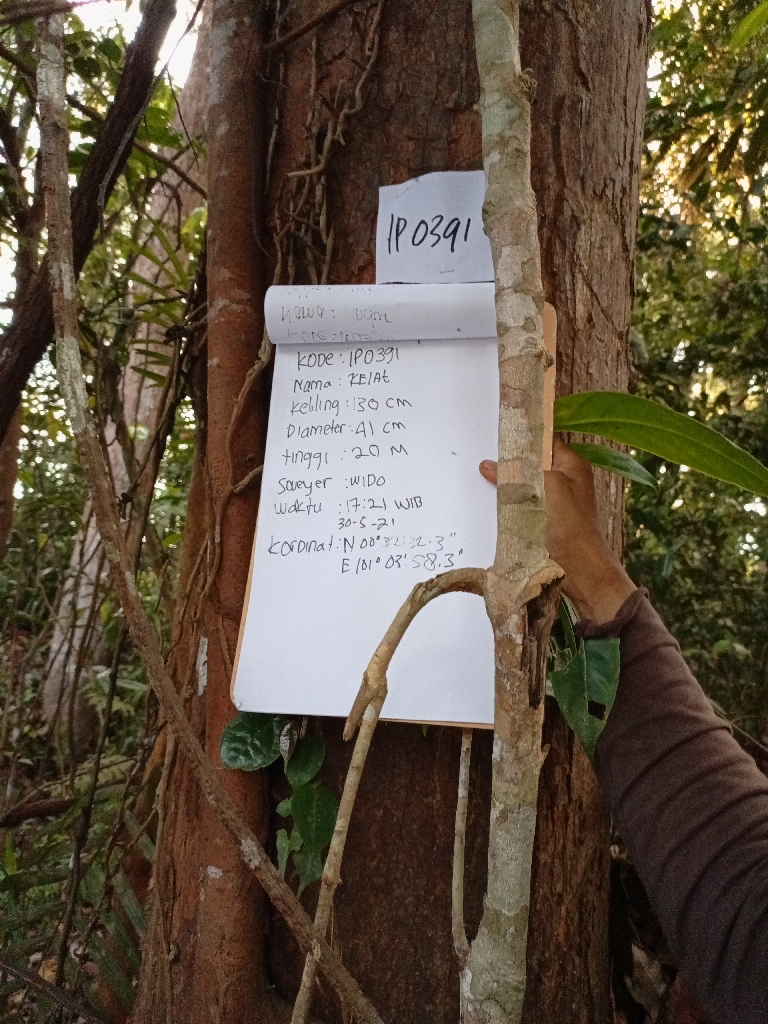 IP0391
Nama:
KODE: IP0391
Nama: KElAt
Keliling: 130 CM
Diameter: 41 CM
tinggi : 20 M
Soveyer : WIDO
Waktu : 17:21 WIB
30-5-21
Kordinat: N 00° 32' 32.3"
E 101° 03' 58.3"